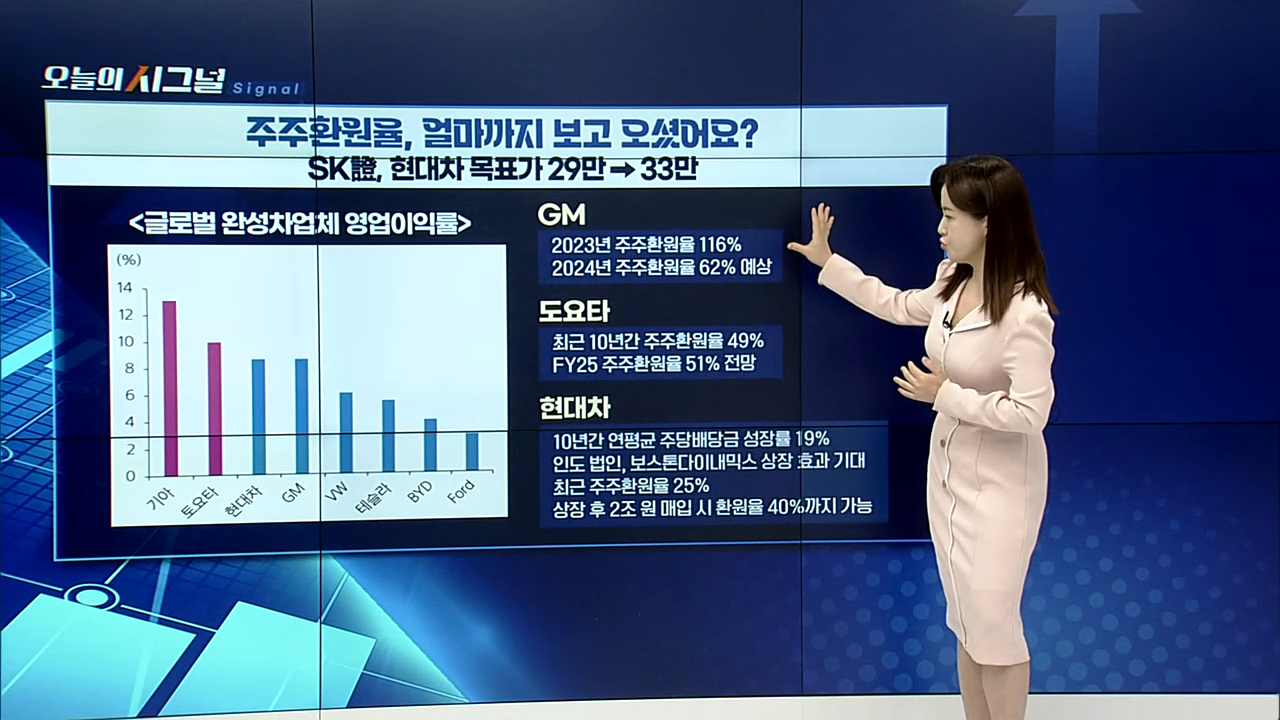 오늘의 시그널 Signal
주주환원율, 얼마까지 보고 오셨어요?
SK證, 현대차 목표가 29만 → 33만
<글로벌 완성차업체 영업이익률>
(%)
14
12
10
8
6
4
2
0
기아
토요타
현대차
GM
VW
테슬라
BYD
Ford
GM
2023년 주주환원율 116%
2024년 주주환원율 62% 예상
도요타
최근 10년간 주주환원율 49%
FY25 주주환원율 51% 전망
현대차
10년간 연평균 주당배당금 성장률 19%
인도 법인, 보스톤다이내믹스 상장 효과 기대
최근 주주환원율 25%
상장 후 2조 원 매입 시 환원율 40%까지 가능